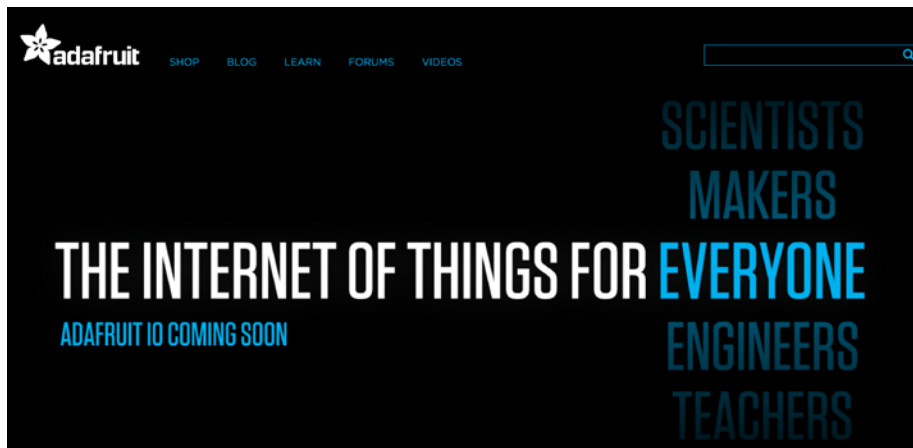 adafruit SHOP BLOG LEARN FORUMS VIDEOS
SCIENTISTS
MAKERS
THE INTERNET OF THINGS FOR EVERYONE
ADAFRUIT IO COMING SOON
ENGINEERS
TEACHERS